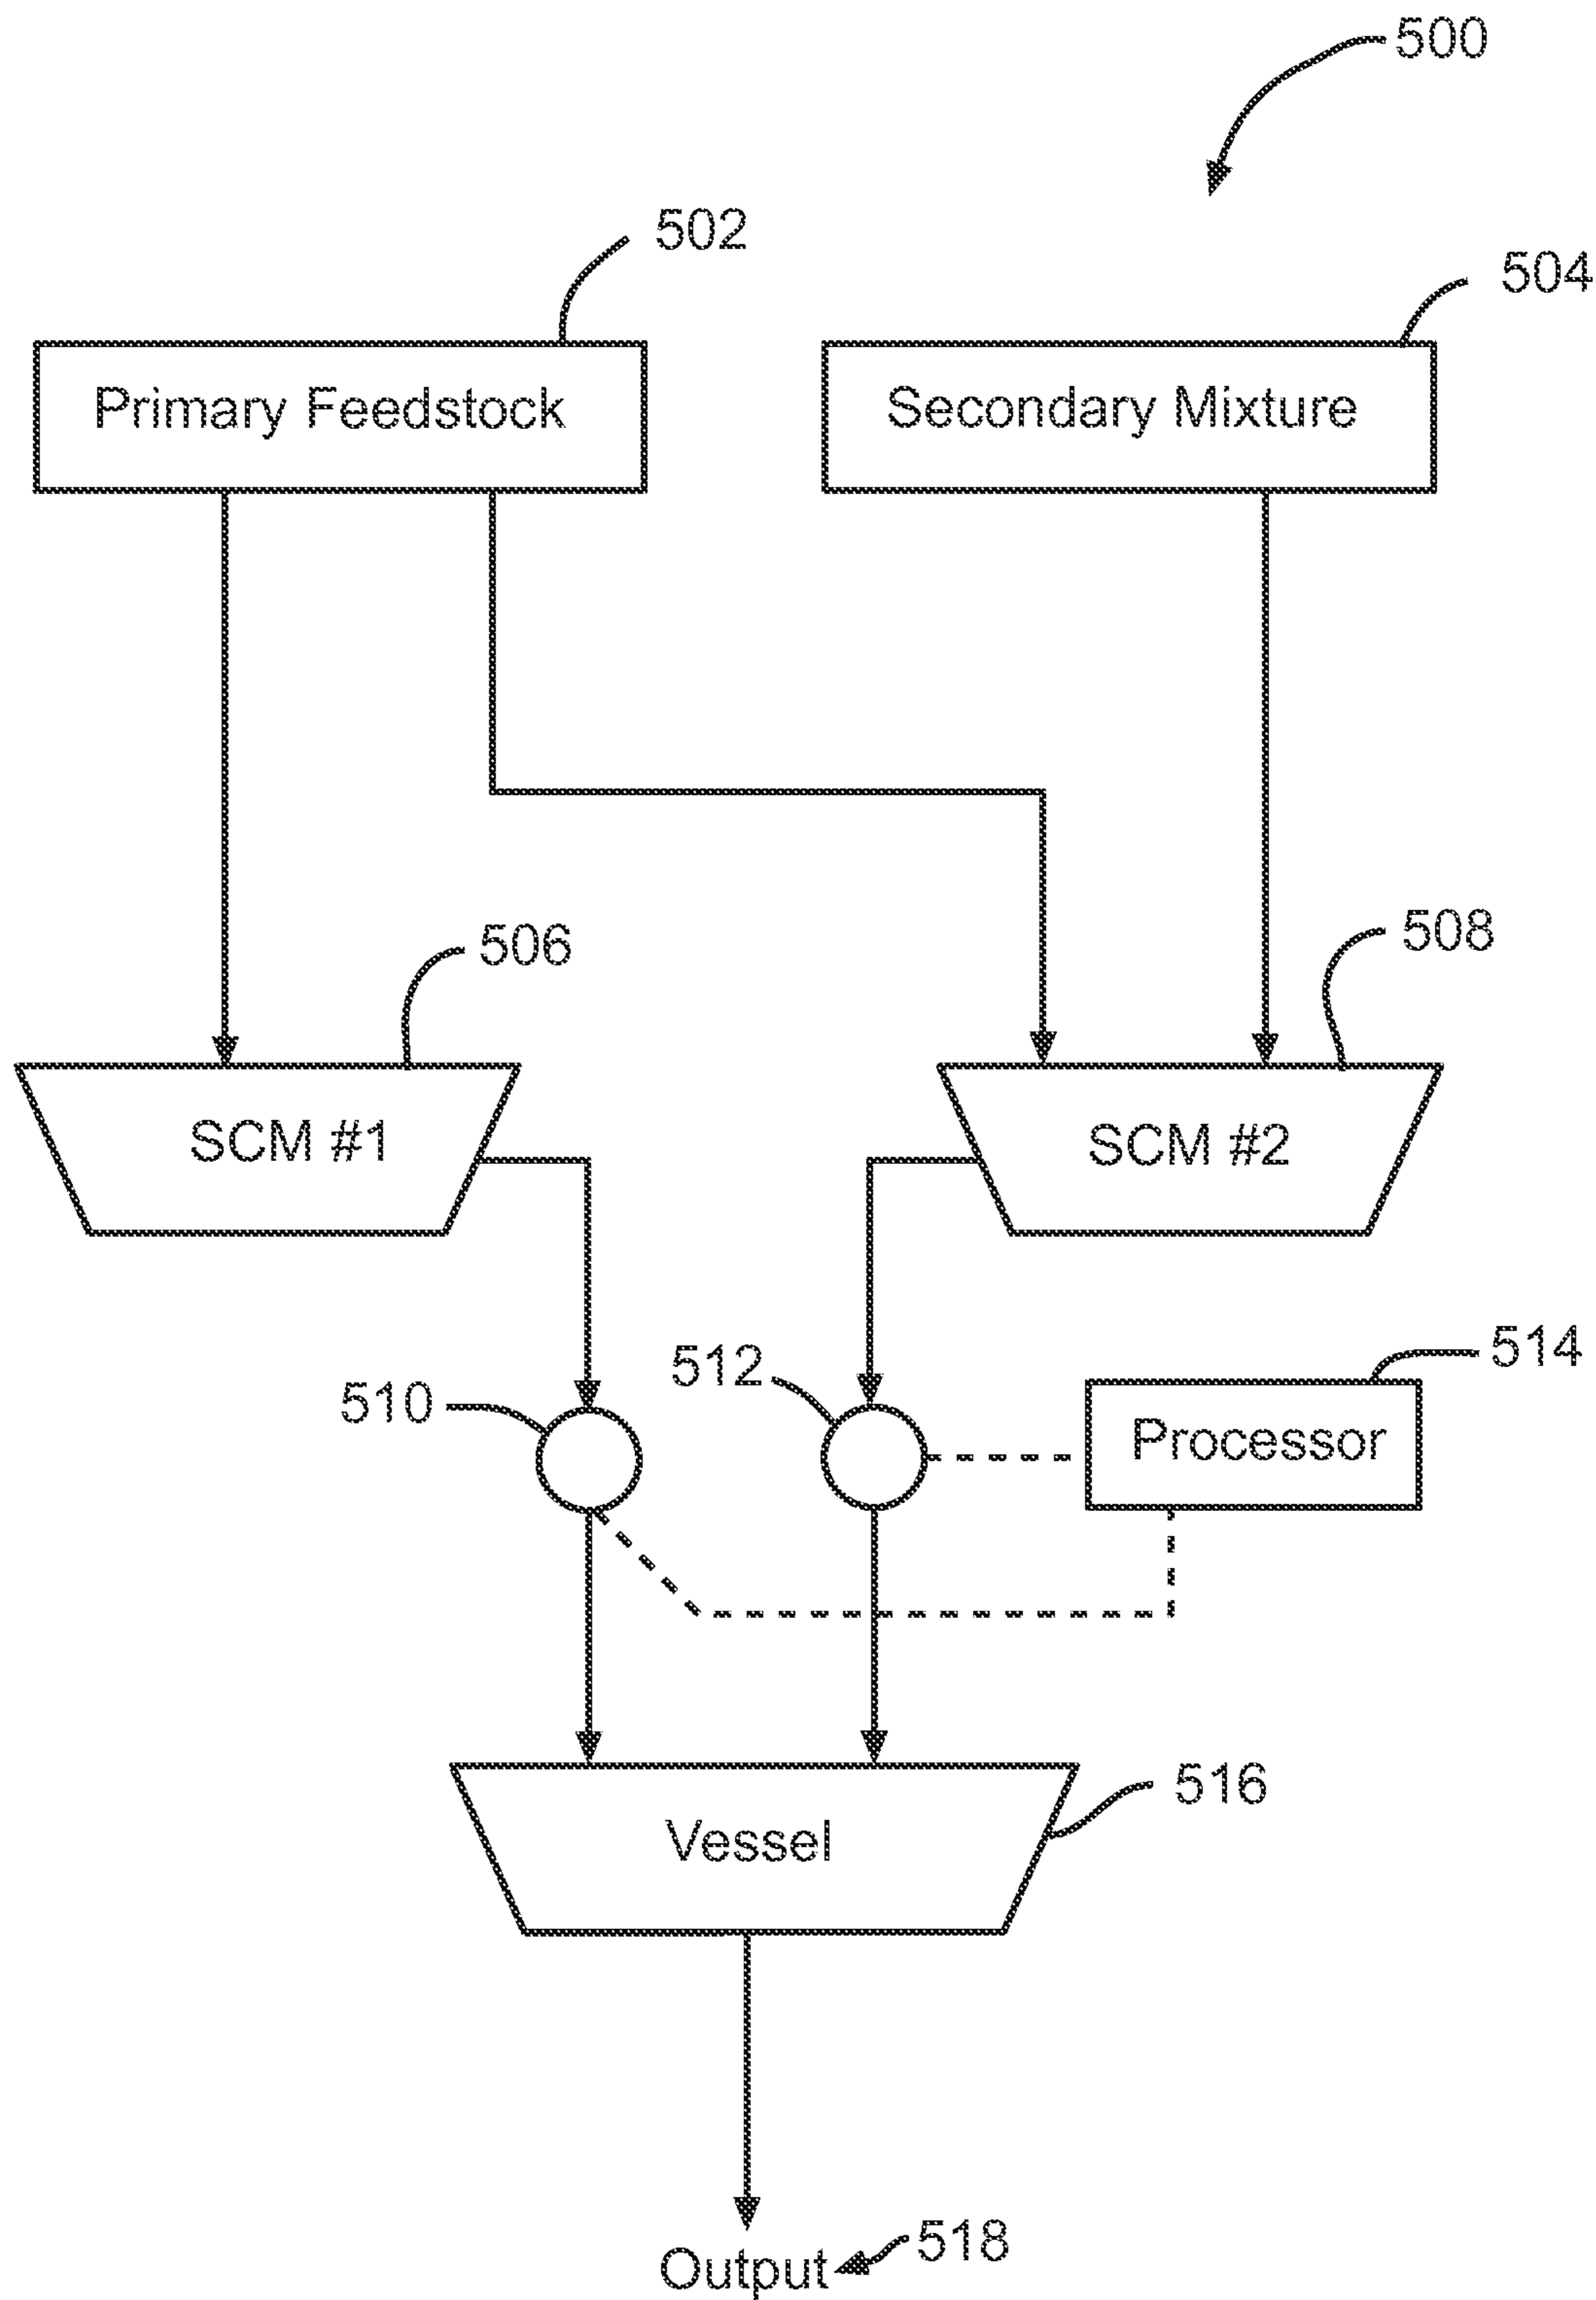 500
502
504
Primary Feedstock
Secondary Mixture
506
508
SCM #1
SCM #2
510
512
514
Processor
516
Vessel
518
Output